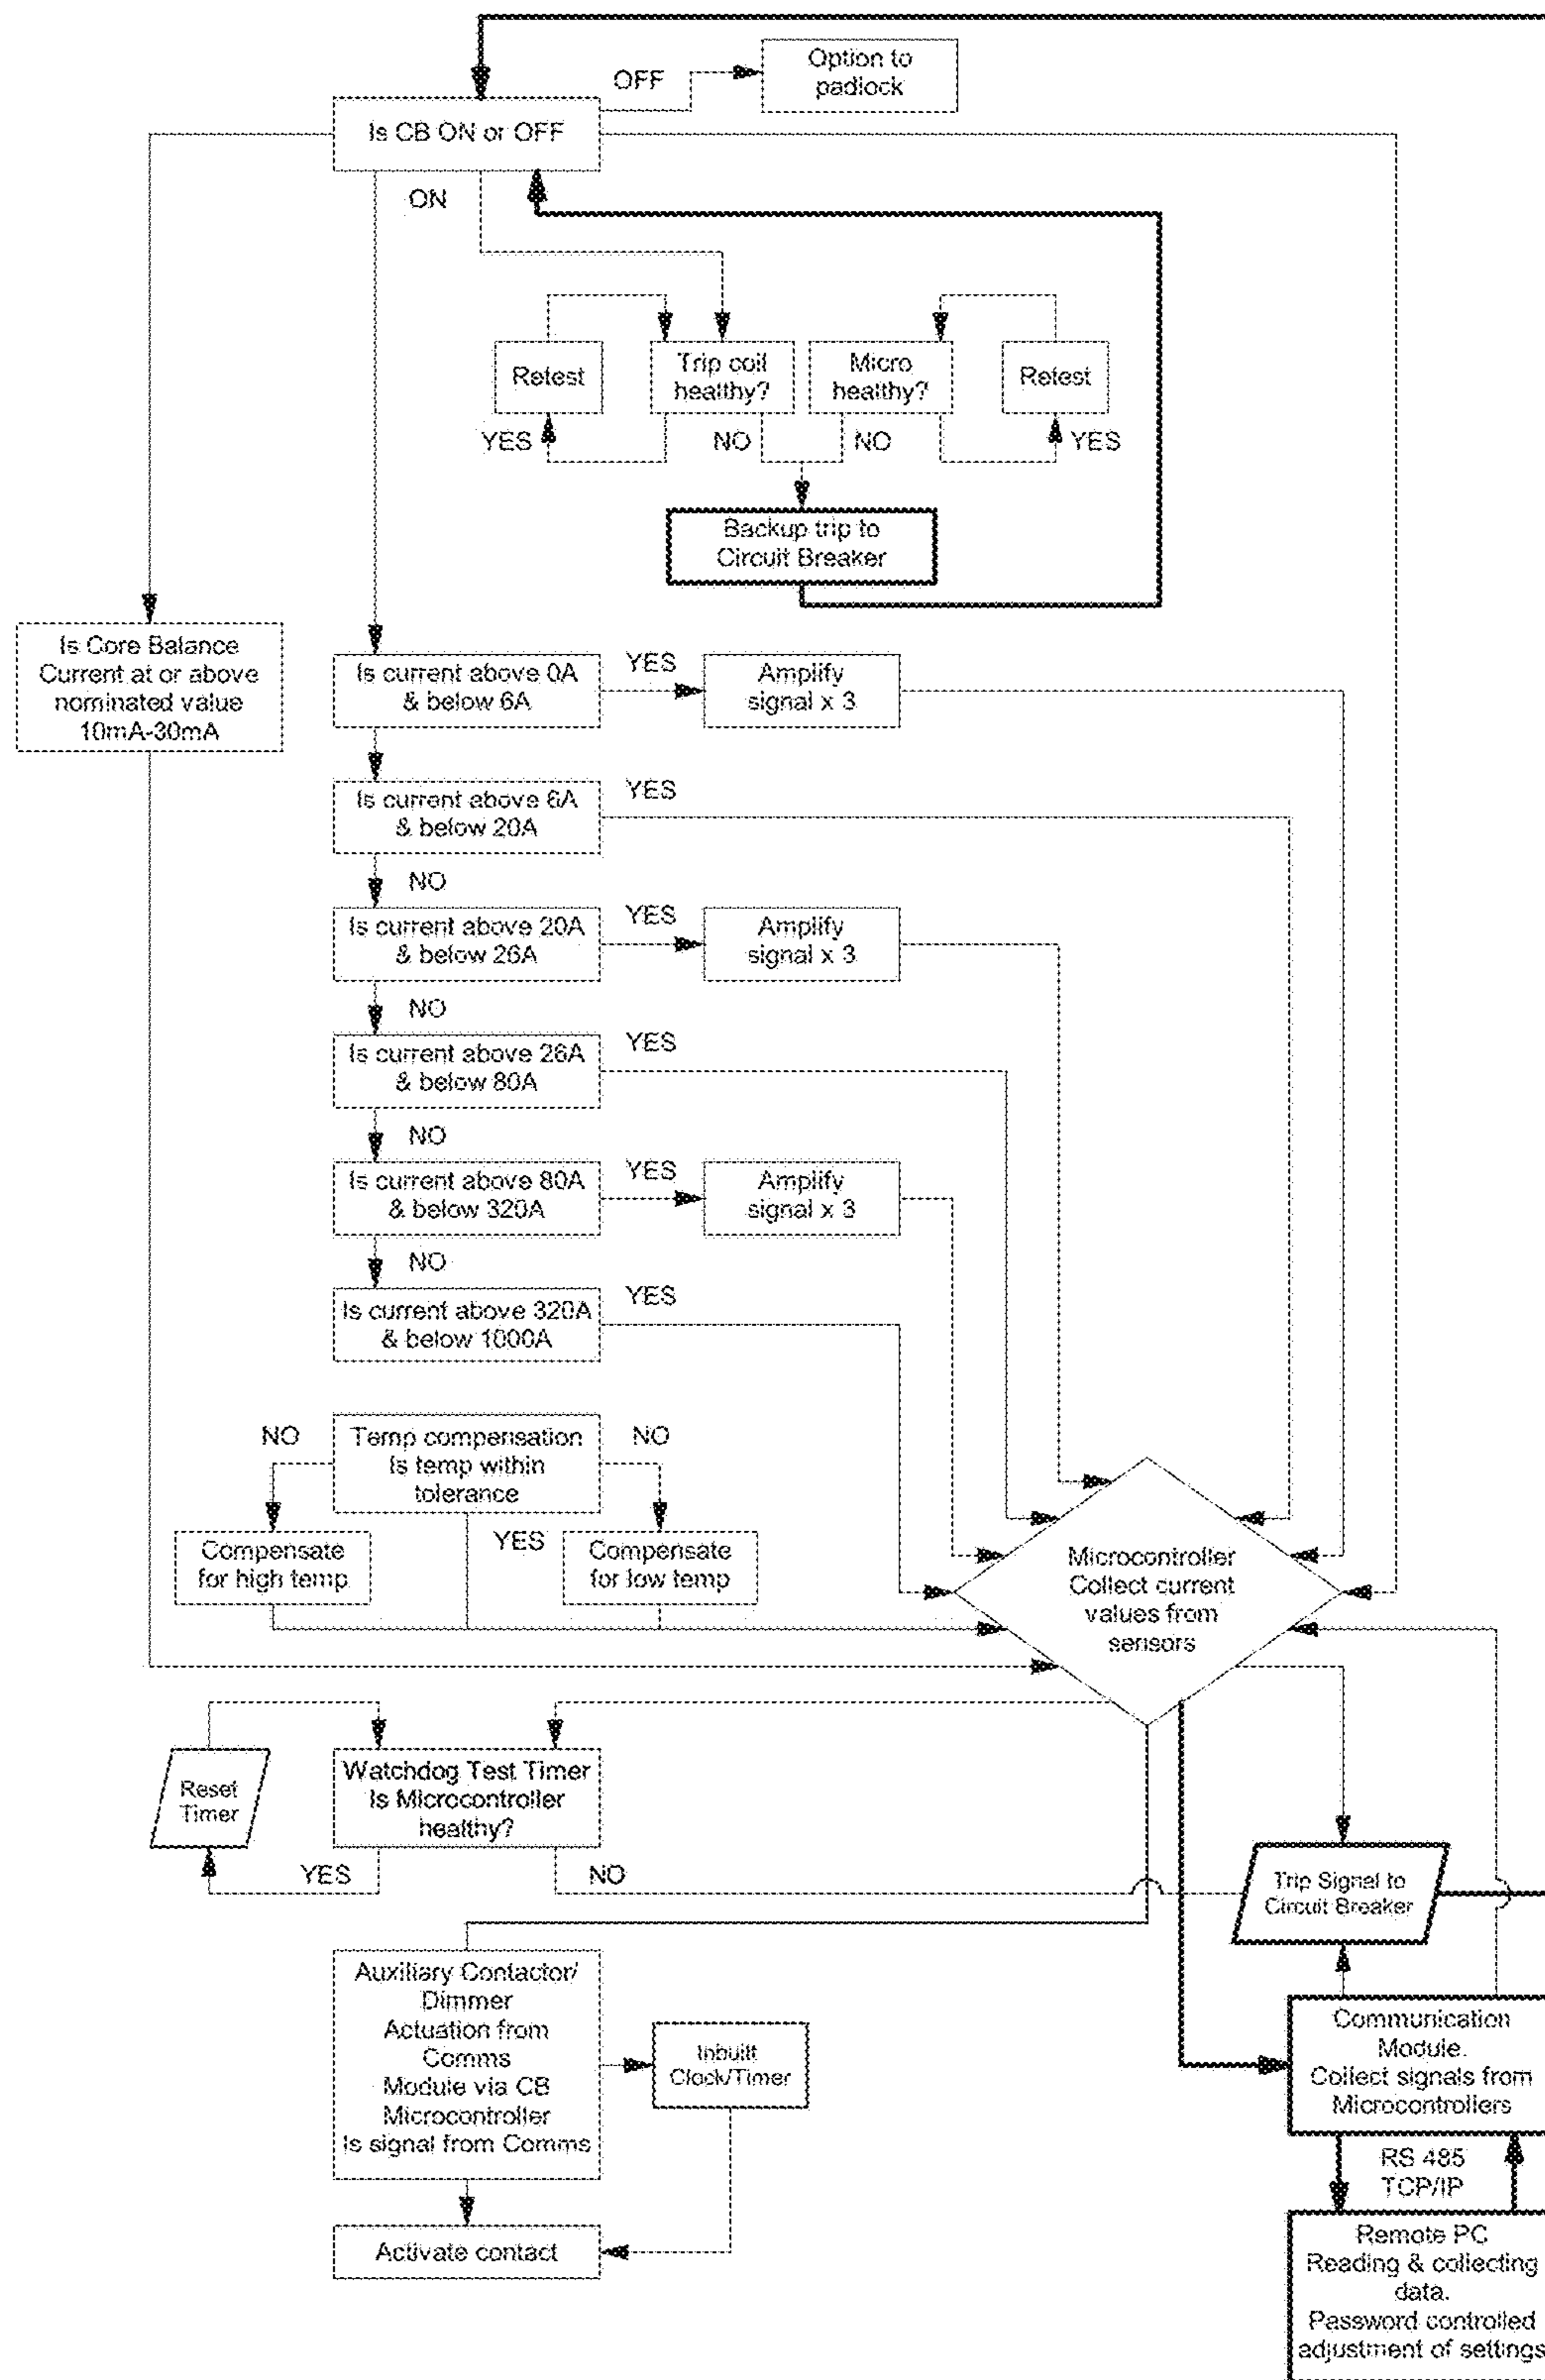 OFF
Option to
padlock
Is CB ON or OFF
ON
Retest
Trip coil
healthy?
Micro
healthy?
Retest
YES
NO
NO
YES
Backup trip to
Circuit Breaker
Is Core Balance
Current at or above
nominated value
10mA-30mA
Is current above 0A
& below 6A
YES
Amplify
signal x 3
Is current above 6A
& below 20A
YES
NO
Is current above 20A
& below 26A
YES
Amplify
signal x 3
NO
Is current above 26A
& below 80A
YES
NO
Is current above 80A
& below 320A
YES
Amplify
signal x 3
NO
Is current above 320A
& below 1000A
YES
NO
Temp compensation
Is temp within
tolerance
NO
Compensate
for high temp
YES
Compensate
for low temp
Microcontroller
Collect current
values from
sensors
Reset
Timer
Watchdog Test Timer
Is Microcontroller
healthy?
YES
NO
Trip Signal to
Circuit Breaker
Auxiliary Contactor/
Dimmer
Actuation from
Comms
Module via CB
Microcontroller
Is signal from Comms
Inbuilt
Clock/Timer
Communication
Module.
Collect signals from
Microcontrollers
RS 485
TCP/IP
Activate contact
Remote PC
Reading & collecting
data.
Password controlled
adjustment of settings